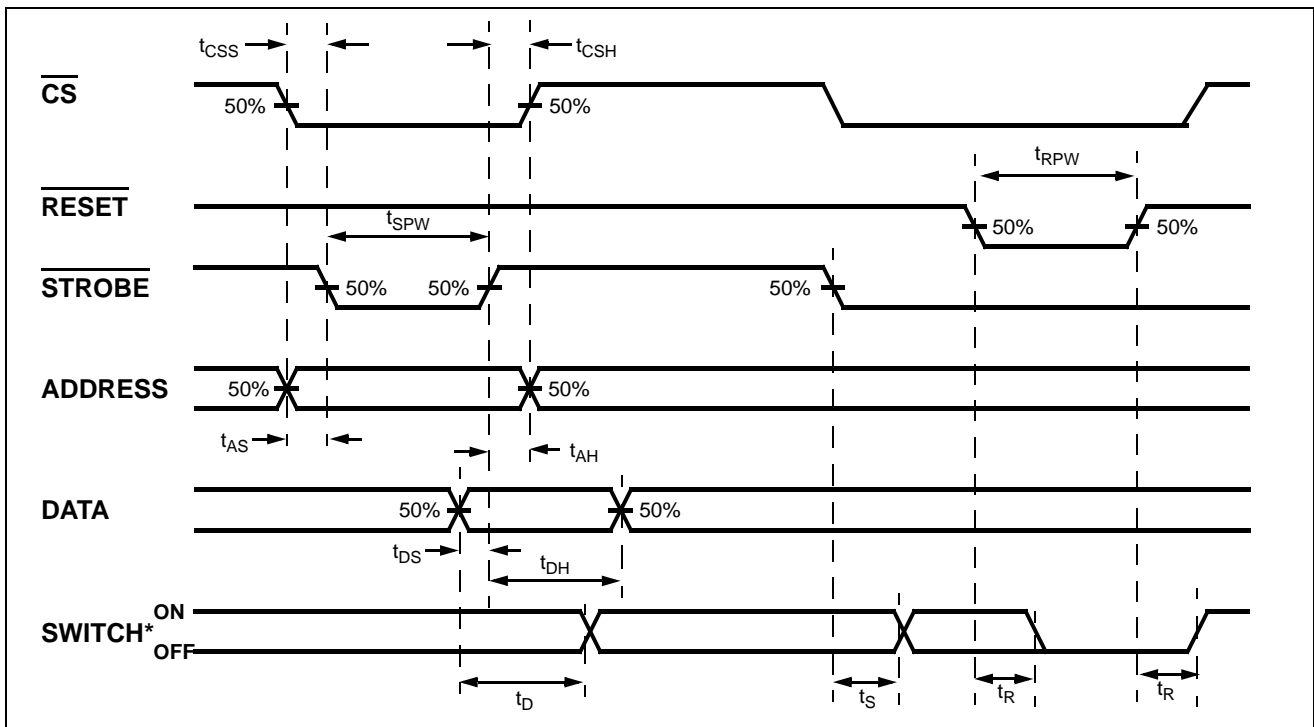 tCSS tCSH
CS 50% 50%
tRPW
RESET 50% 50%
tSPW
STROBE 50% 50% 50%
ADDRESS 50% 50%
tAS tAH
DATA 50% 50%
tDS tDH
ON
SWITCH*
OFF
tD tS tR tR